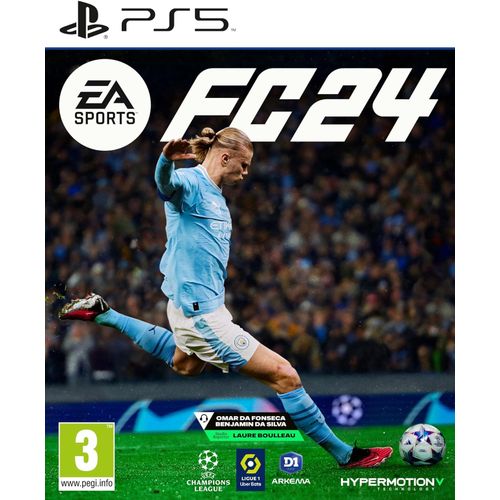 PS5
EA
SPORTS
FC24
OMAR DA FONSECA
BENJAMIN DA SILVA
LAURE BOULLEAU
3
www.pegi.info
CHAMPIONS
LEAGUE
LIGUE 1
Uber Eats
D1
ARKEMA
HYPERMOTION V
TECHNOLOGY